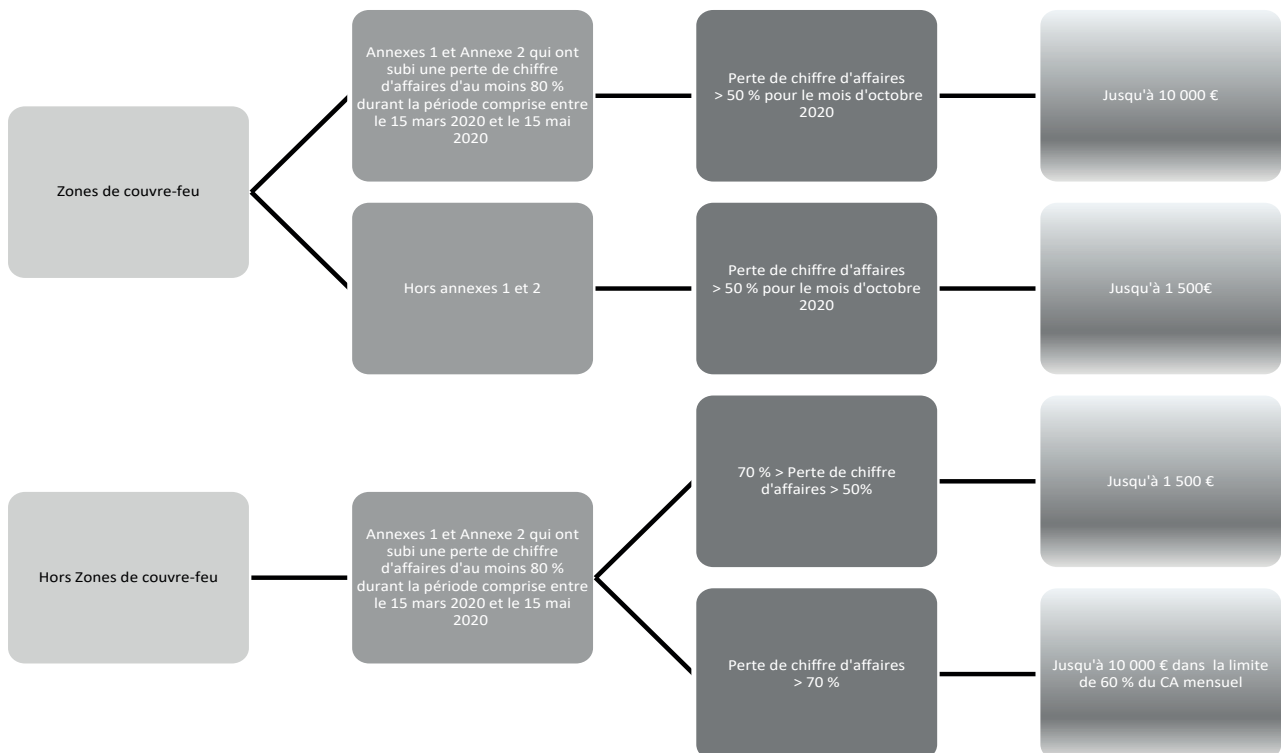 Zones de couvre-feu
Annexes 1 et Annexe 2 qui ont
subi une perte de chiffre
d'affaires d'au moins 80 %
durant la période comprise entre
le 15 mars 2020 et le 15 mai
2020
Perte de chiffre d'affaires
> 50 % pour le mois d'octobre
2020
Jusqu'à 10 000 €
Hors annexes 1 et 2
Perte de chiffre d'affaires
> 50 % pour le mois d'octobre
2020
Jusqu'à 1 500€
Hors Zones de couvre-feu
Annexes 1 et Annexe 2 qui ont
subi une perte de chiffre
d'affaires d'au moins 80 %
durant la période comprise entre
le 15 mars 2020 et le 15 mai
2020
70 % > Perte de chiffre
d'affaires > 50%
Jusqu'à 1 500 €
Perte de chiffre d'affaires
> 70 %
Jusqu'à 10 000 € dans  la limite
de 60 % du CA mensuel